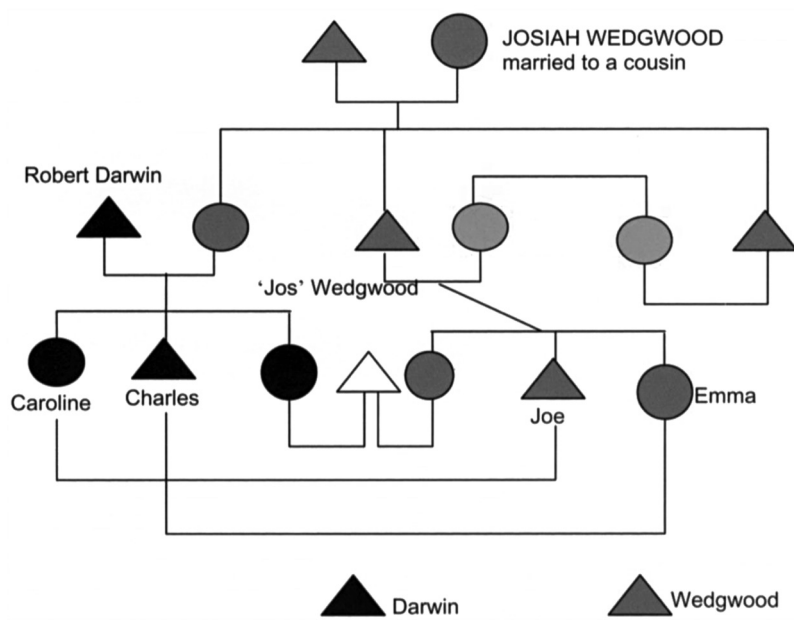 JOSIAH WEDGWOOD
married to a cousin
Robert Darwin
‘Jos’ Wedgwood
Caroline
Charles
Joe
Emma
Darwin
Wedgwood